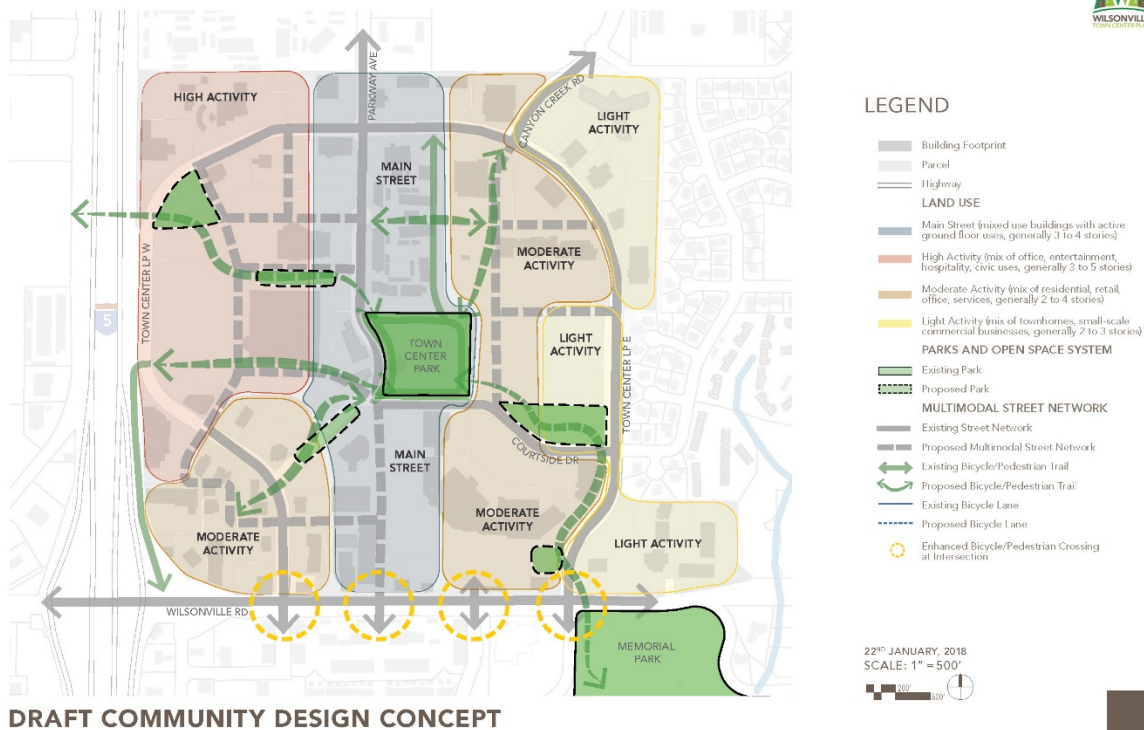 WILSONVILLE
TOWN CENTER PLAN
HIGH ACTIVITY
PARKWAY AVE
CANYON CREEK RD
LIGHT
ACTIVITY
MAIN
STREET
MODERATE
ACTIVITY
TOWN CENTER LP W
5
TOWN
CENTER
PARK
LIGHT
ACTIVITY
TOWN CENTER LP E
COURTSIDE DR
MAIN
STREET
MODERATE
ACTIVITY
MODERATE
ACTIVITY
LIGHT ACTIVITY
WILSONVILLE RD
MEMORIAL
PARK
LEGEND
Building Footprint
Parcel
Highway
LAND USE
Main Street (mixed use buildings with active
ground floor uses, generally 3 to 4 stories)
High Activity (mix of office, entertainment,
hospitality, civic uses, generally 3 to 5 stories)
Moderate Activity (mix of residential, retail,
office, services, generally 2 to 4 stories)
Light Activity (mix of townhomes, small-scale
commercial businesses, generally 2 to 3 stories)
PARKS AND OPEN SPACE SYSTEM
Existing Park
Proposed Park
MULTIMODAL STREET NETWORK
Existing Street Network
Proposed Multimodal Street Network
Existing Bicycle/Pedestrian Trail
Proposed Bicycle/Pedestrian Trail
Existing Bicycle Lane
Proposed Bicycle Lane
Enhanced Bicycle/Pedestrian Crossing
at Intersection
22ND JANUARY, 2018
SCALE: 1" = 500'
200'
500'
DRAFT COMMUNITY DESIGN CONCEPT